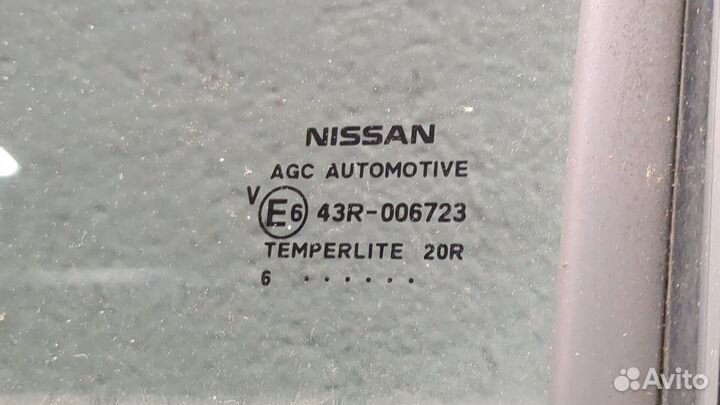 NISSAN
AGC AUTOMOTIVE
V E6 43R-006723
TEMPERLITE 20R
6 ......
Avito